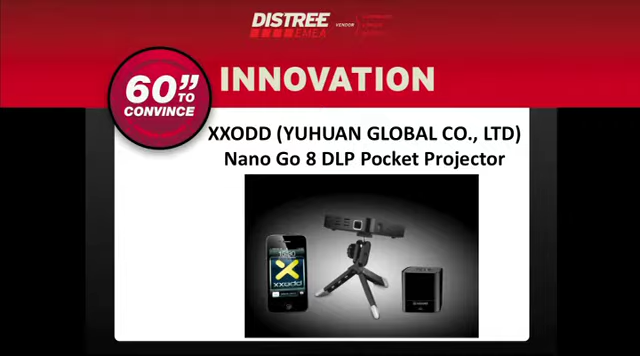 DISTREE
EMEA
VENDOR
60”TO
CONVINCE
INNOVATION
XXODD (YUHUAN GLOBAL CO., LTD)
Nano Go 8 DLP Pocket Projector
xxodd